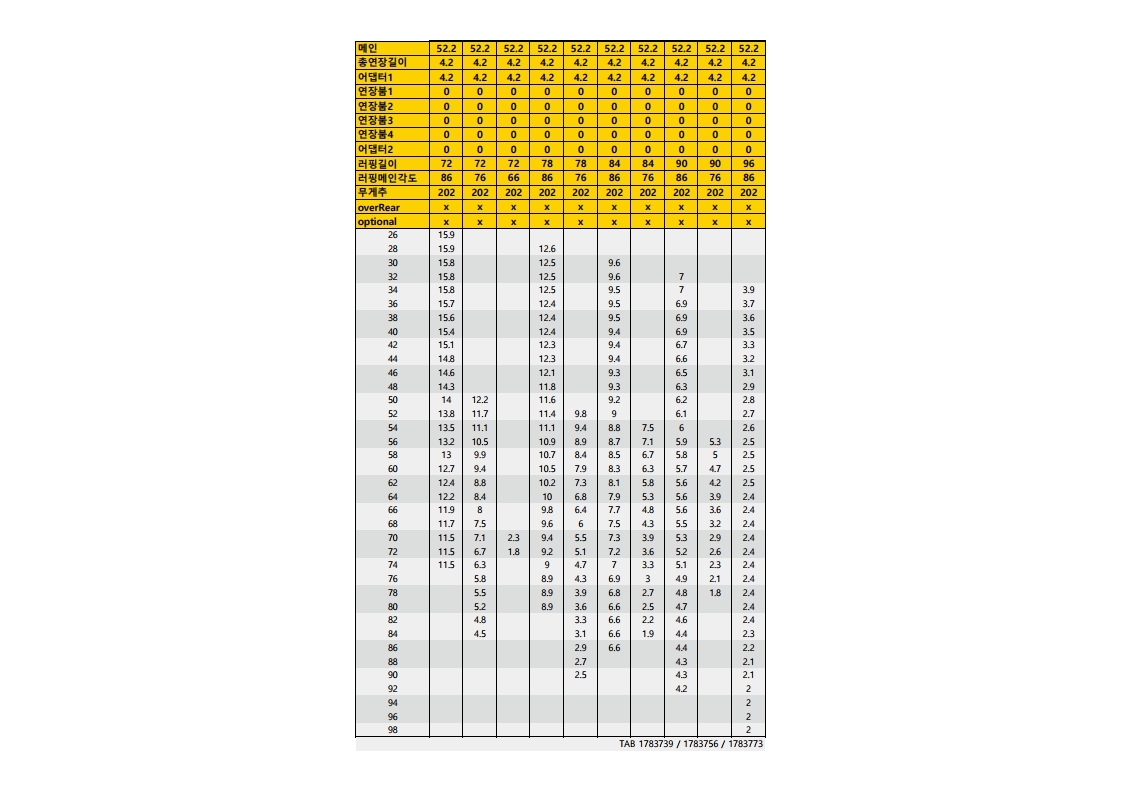 메인 52.2 52.2 52.2 52.2 52.2 52.2 52.2 52.2 52.2 52.2
총연장길이 4.2 4.2 4.2 4.2 4.2 4.2 4.2 4.2 4.2 4.2
어댑터1 4.2 4.2 4.2 4.2 4.2 4.2 4.2 4.2 4.2 4.2
연장붐1 0 0 0 0 0 0 0 0 0 0
연장붐2 0 0 0 0 0 0 0 0 0 0
연장붐3 0 0 0 0 0 0 0 0 0 0
연장붐4 0 0 0 0 0 0 0 0 0 0
어댑터2 0 0 0 0 0 0 0 0 0 0
러핑길이 72 72 72 78 78 84 84 90 90 96
러핑메인각도 86 76 66 86 76 86 76 86 76 86
무게추 202 202 202 202 202 202 202 202 202 202
overRear x x x x x x x x x x
optional x x x x x x x x x x
26 15.9
28 15.9 12.6
30 15.8 12.5 9.6
32 15.8 12.5 9.6 7
34 15.8 12.5 9.5 7 3.9
36 15.7 12.4 9.5 6.9 3.7
38 15.6 12.4 9.5 6.9 3.6
40 15.4 12.4 9.4 6.9 3.5
42 15.1 12.3 9.4 6.7 3.3
44 14.8 12.3 9.4 6.6 3.2
46 14.6 12.1 9.3 6.5 3.1
48 14.3 11.8 9.3 6.3 2.9
50 14 12.2 11.6 9.2 6.2 2.8
52 13.8 11.7 11.4 9.8 9 6.1 2.7
54 13.5 11.1 11.1 9.4 8.8 7.5 6 2.6
56 13.2 10.5 10.9 8.9 8.7 7.1 5.9 5.3 2.5
58 13 9.9 10.7 8.4 8.5 6.7 5.8 5 2.5
60 12.7 9.4 10.5 7.9 8.3 6.3 5.7 4.7 2.5
62 12.4 8.8 10.2 7.3 8.1 5.8 5.6 4.2 2.5
64 12.2 8.4 10 6.8 7.9 5.3 5.6 3.9 2.4
66 11.9 8 9.8 6.4 7.7 4.8 5.6 3.6 2.4
68 11.7 7.5 9.6 6 7.5 4.3 5.5 3.2 2.4
70 11.5 7.1 2.3 9.4 5.5 7.3 3.9 5.3 2.9 2.4
72 11.5 6.7 1.8 9.2 5.1 7.2 3.6 5.2 2.6 2.4
74 11.5 6.3 9 4.7 7 3.3 5.1 2.3 2.4
76 5.8 8.9 4.3 6.9 3 4.9 2.1 2.4
78 5.5 8.9 3.9 6.8 2.7 4.8 1.8 2.4
80 5.2 8.9 3.6 6.6 2.5 4.7 2.4
82 4.8 3.3 6.6 2.2 4.6 2.4
84 4.5 3.1 6.6 1.9 4.4 2.3
86 2.9 6.6 4.4 2.2
88 2.7 4.3 2.1
90 2.5 4.3 2.1
92 4.2 2
94 2
96 2
98 2
TAB 1783739 / 1783756 / 1783773